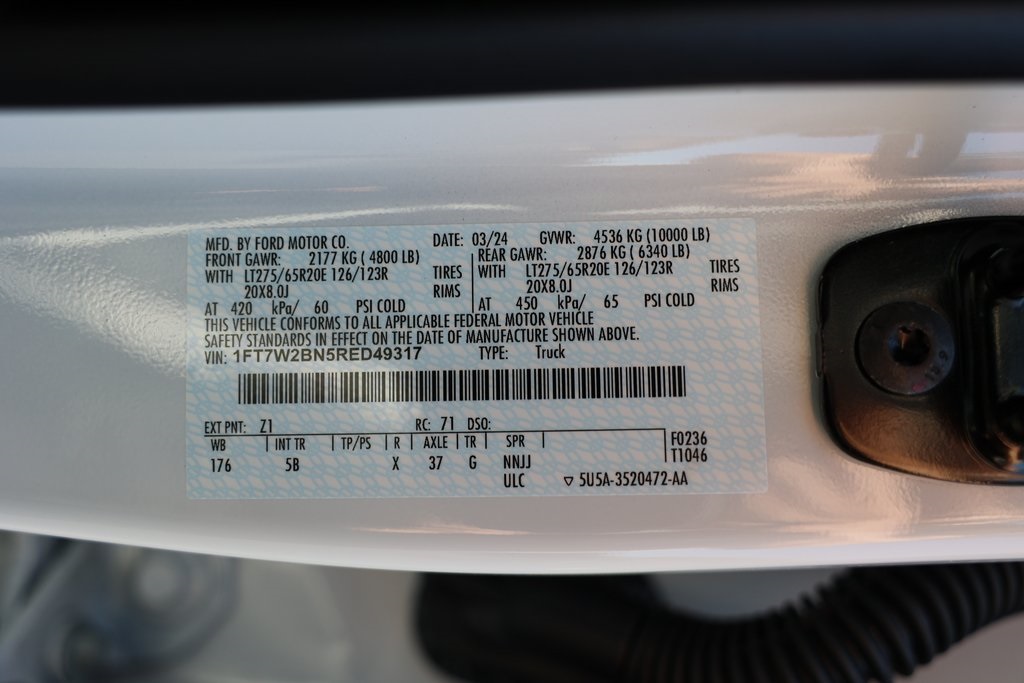 MFD. BY FORD MOTOR CO. DATE: 03/24 GVWR: 4536 KG (10000 LB)
FRONT GAWR: 2177 KG ( 4800 LB) REAR GAWR: 2876 KG ( 6340 LB)
WITH LT275/65R20E 126/123R TIRES WITH LT275/65R20E 126/123R TIRES
20X8.0J RIMS 20X8.0J RIMS
AT 420 kPa/ 60 PSI COLD AT 450 kPa/ 65 PSI COLD
THIS VEHICLE CONFORMS TO ALL APPLICABLE FEDERAL MOTOR VEHICLE
SAFETY STANDARDS IN EFFECT ON THE DATE OF MANUFACTURE SHOWN ABOVE.
VIN: 1FT7W2BN5RED49317 TYPE: Truck
EXT PNT: Z1 RC: 71 DSO:
WB INT TR TP/PS R AXLE TR SPR F0236
176 5B X 37 G NNJJ T1046
ULC ▽ 5U5A-3520472-AA